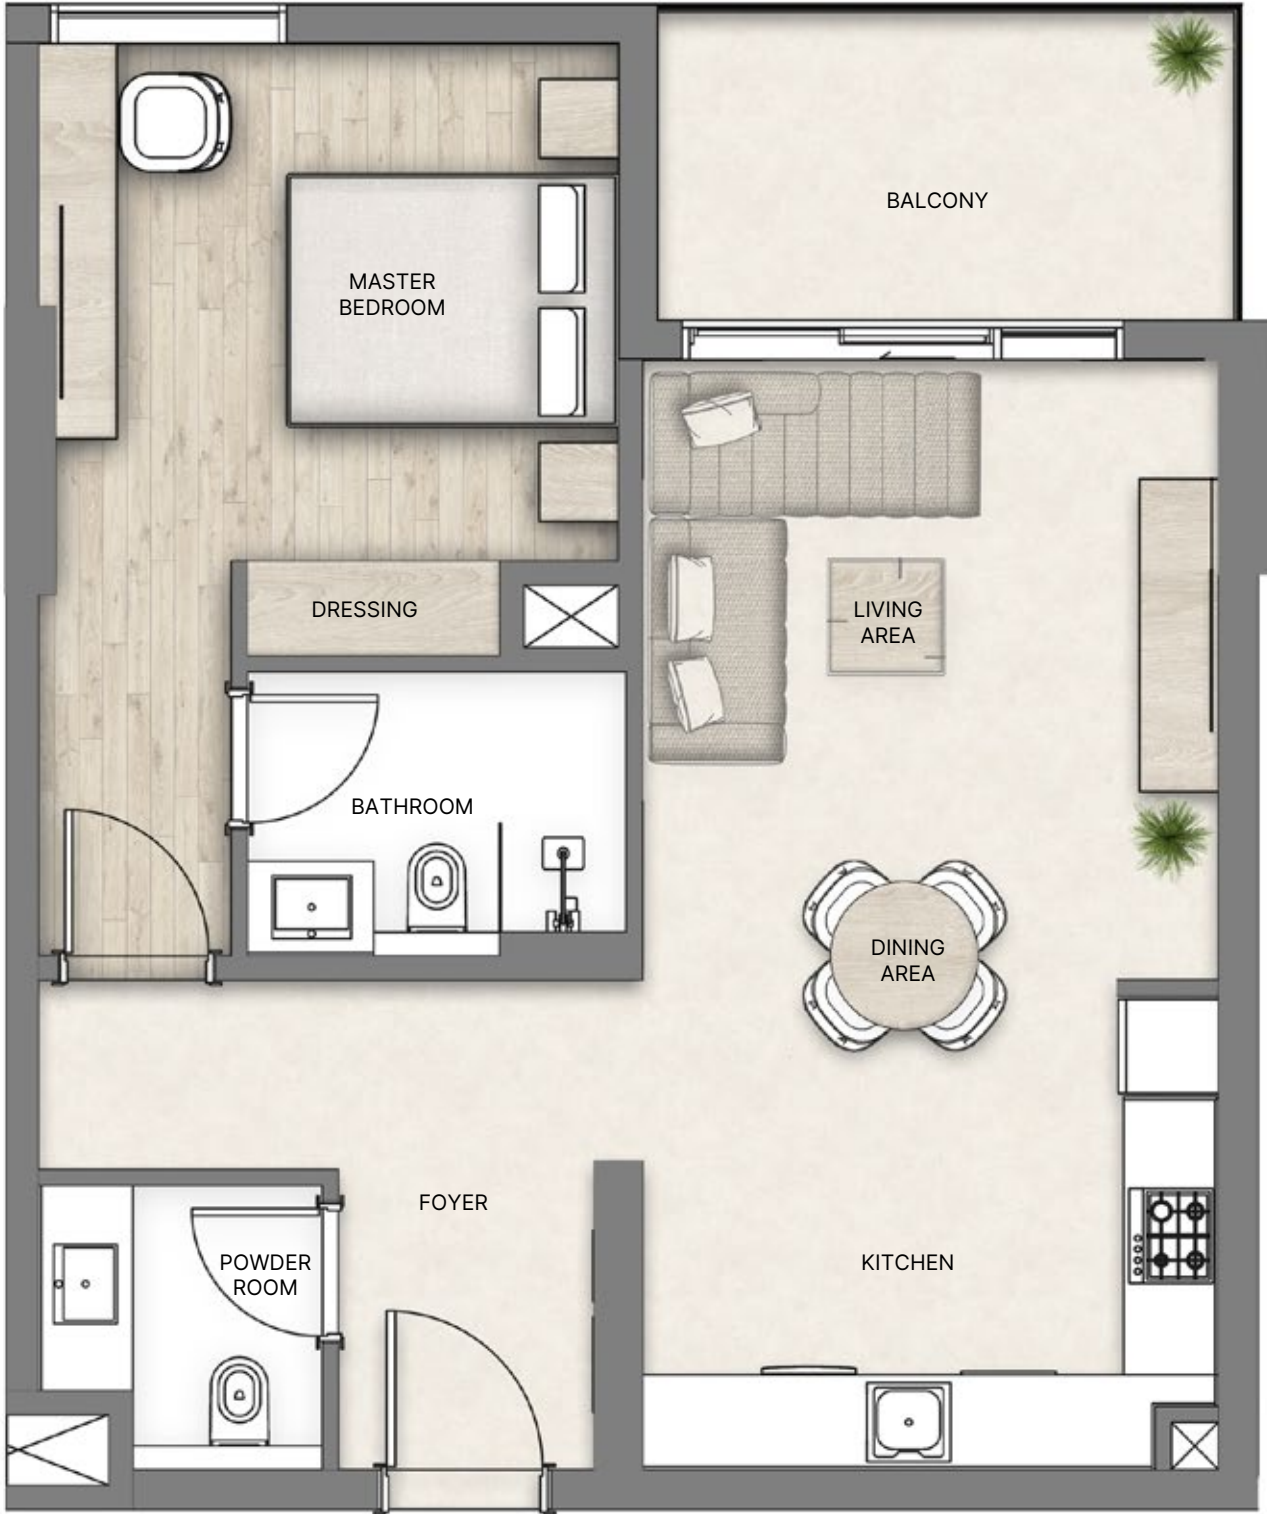 BALCONY
MASTER
BEDROOM
DRESSING
LIVING
AREA
BATHROOM
DINING
AREA
FOYER
POWDER
ROOM
KITCHEN